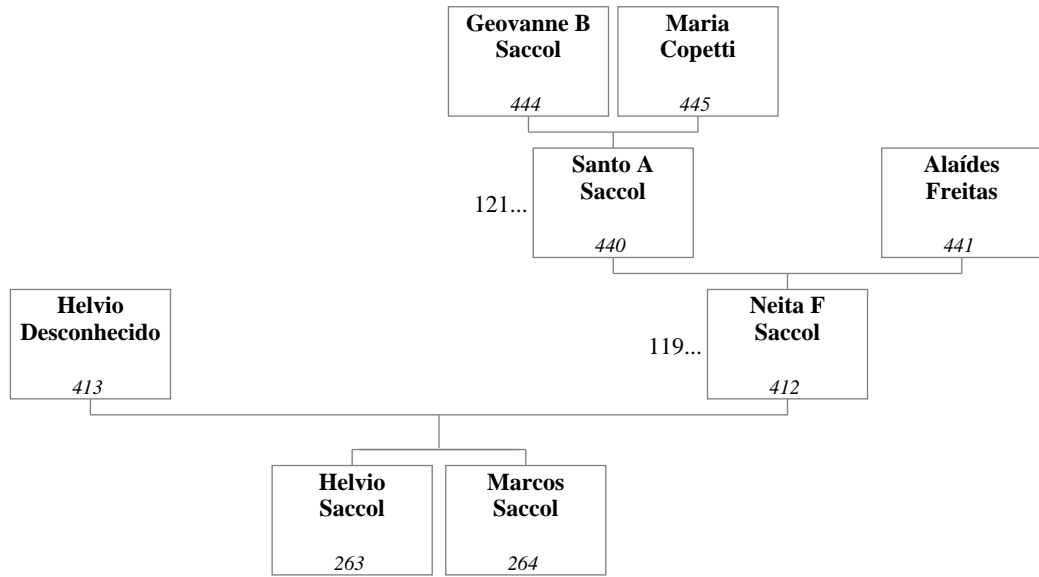 Geovanne B
Saccol
444
Maria
Copetti
445
121...
Santo A
Saccol
440
Alaídes
Freitas
441
Helvio
Desconhecido
413
119...
Neita F
Saccol
412
Helvio
Saccol
263
Marcos
Saccol
264